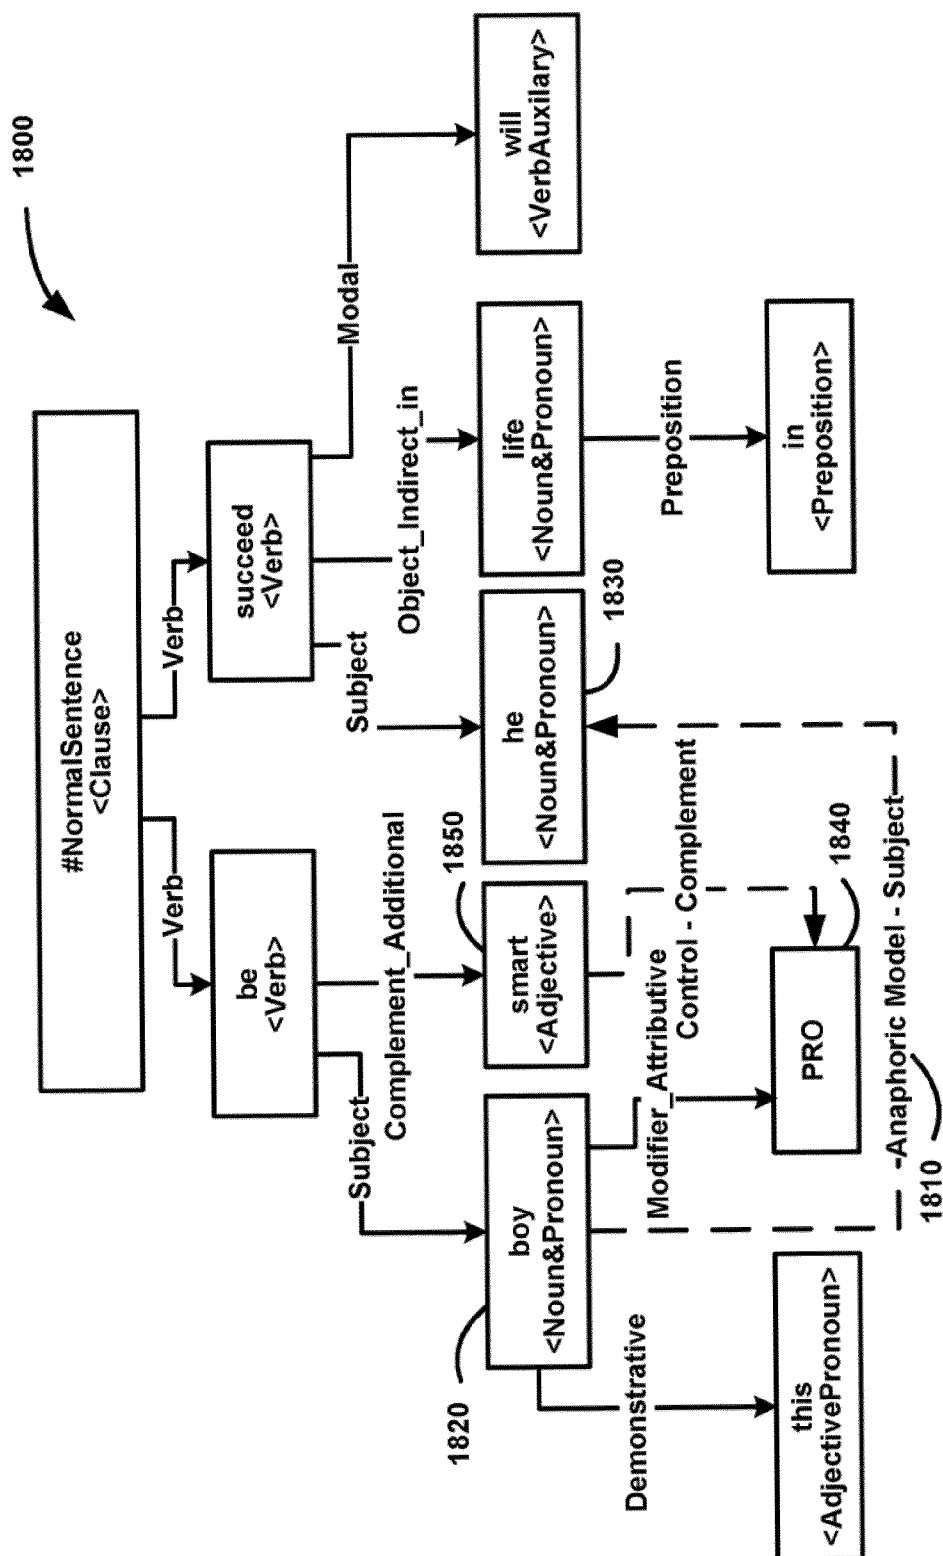 1800
#NormalSentence
<Clause>
Verb
Verb
be
<Verb>
succeed
<Verb>
Subject
Complement_Additional
Subject
Object_Indirect_in
Modal
1820
boy
<Noun&Pronoun>
1850
smart
<Adjective>
he
<Noun&Pronoun>
1830
life
<Noun&Pronoun>
will
<VerbAuxilary>
Demonstrative
Modifier_Attributive
Control - Complement
Preposition
this
<AdjectivePronoun>
PRO
1840
in
<Preposition>
-Anaphoric Model - Subject-
1810